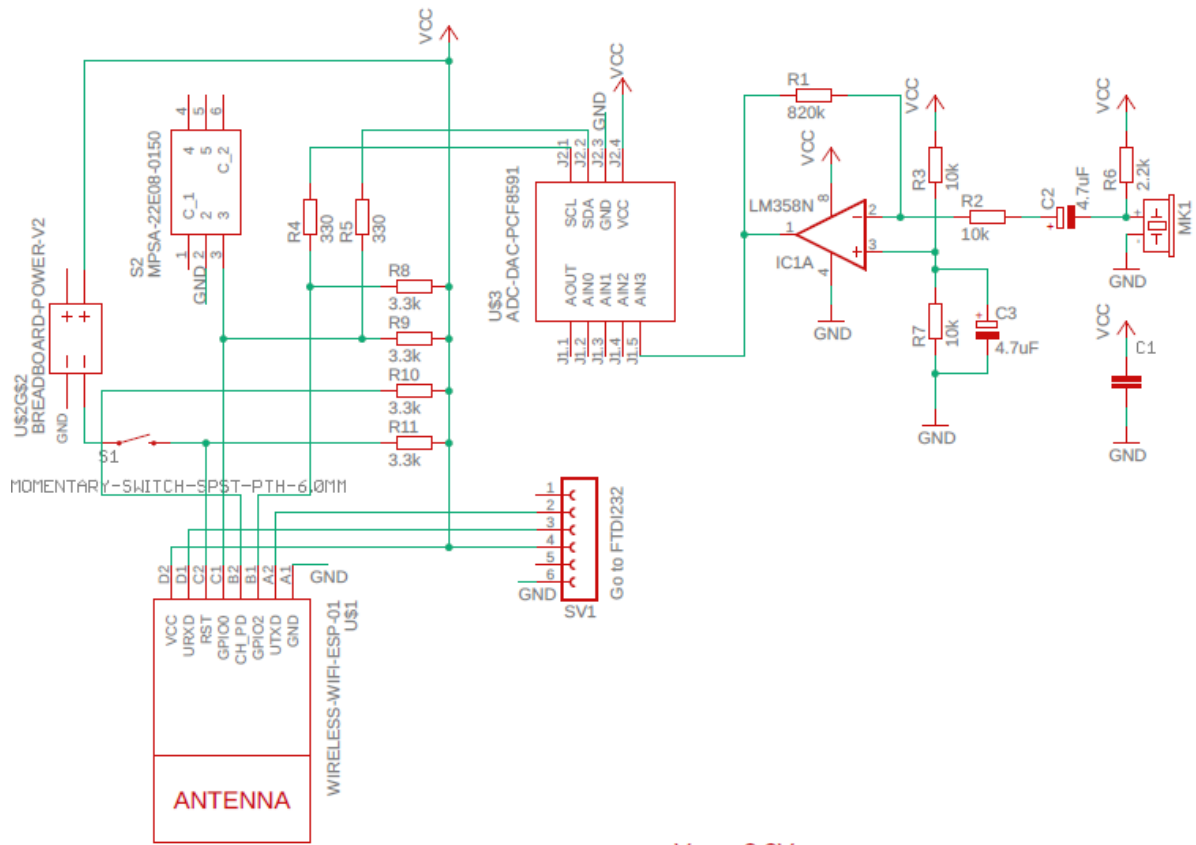 VCC
4
5
6
4
5
C_2
C_1
2
3
1
2
3
GND
S2
MPSA-22E08-0150
U$2G$2
BREADBOARD-POWER-V2
++
GND
S1
MOMENTARY-SWITCH-SPST-PTH-6.0MM
R4
330
R5
330
R8
3.3k
R9
3.3k
R10
3.3k
R11
3.3k
GND
VCC
J2.1
J2.2
J2.3
J2.4
SCL
SDA
GND
VCC
AOUT
AIN0
AIN1
AIN2
AIN3
J1.1
J1.2
J1.3
J1.4
J1.5
U$3
ADC-DAC-PCF8591
R1
820k
VCC
8
LM358N
1
2
3
4
IC1A
GND
VCC
R3
10k
R2
10k
C2
4.7uF
+
VCC
R6
2.2k
+
-
MK1
GND
R7
10k
+
C3
4.7uF
GND
VCC
C1
GND
1
2
3
4
5
6
GND
SV1
Go to FTDI232
D2
D1
C2
C1
B2
B1
A2
A1
GND
VCC
URXD
RST
GPIO0
CH_PD
GPIO2
UTXD
GND
U$1
WIRELESS-WIFI-ESP-01
ANTENNA